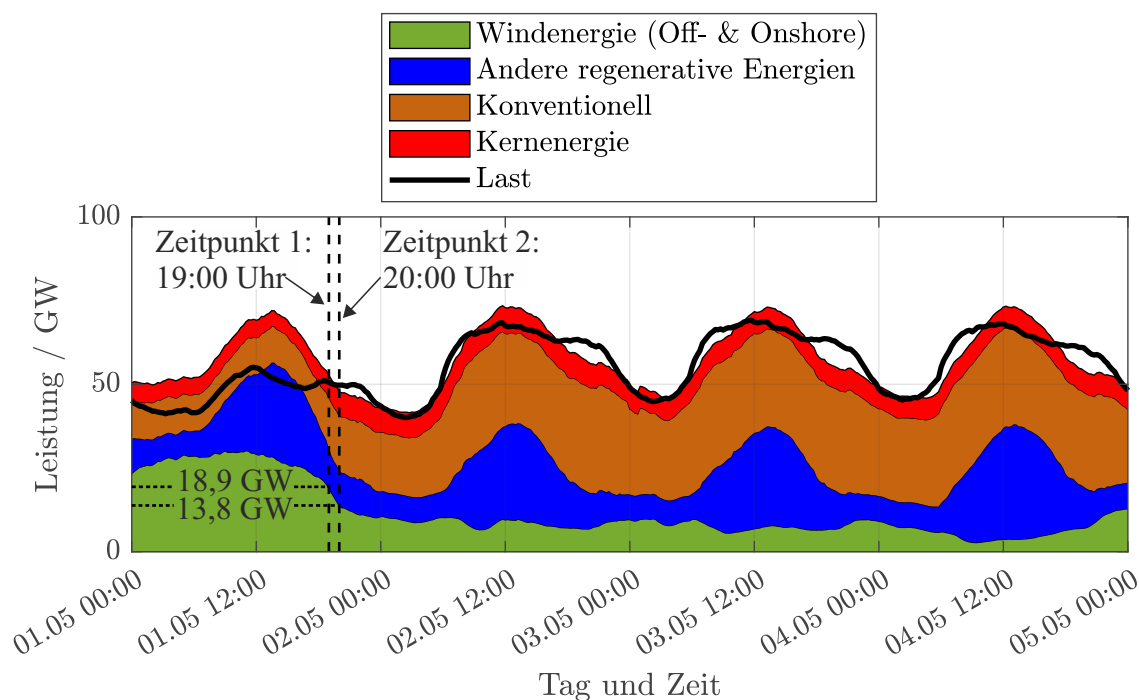 Windenergie (Off- & Onshore)
Andere regenerative Energien
Konventionell
Kernenergie
Last
100
Zeitpunkt 1:
19:00 Uhr
Zeitpunkt 2:
20:00 Uhr
Leistung / GW
50
18,9 GW
13,8 GW
0
01.05 00:00
01.05 12:00
02.05 00:00
02.05 12:00
03.05 00:00
03.05 12:00
04.05 00:00
04.05 12:00
05.05 00:00
Tag und Zeit